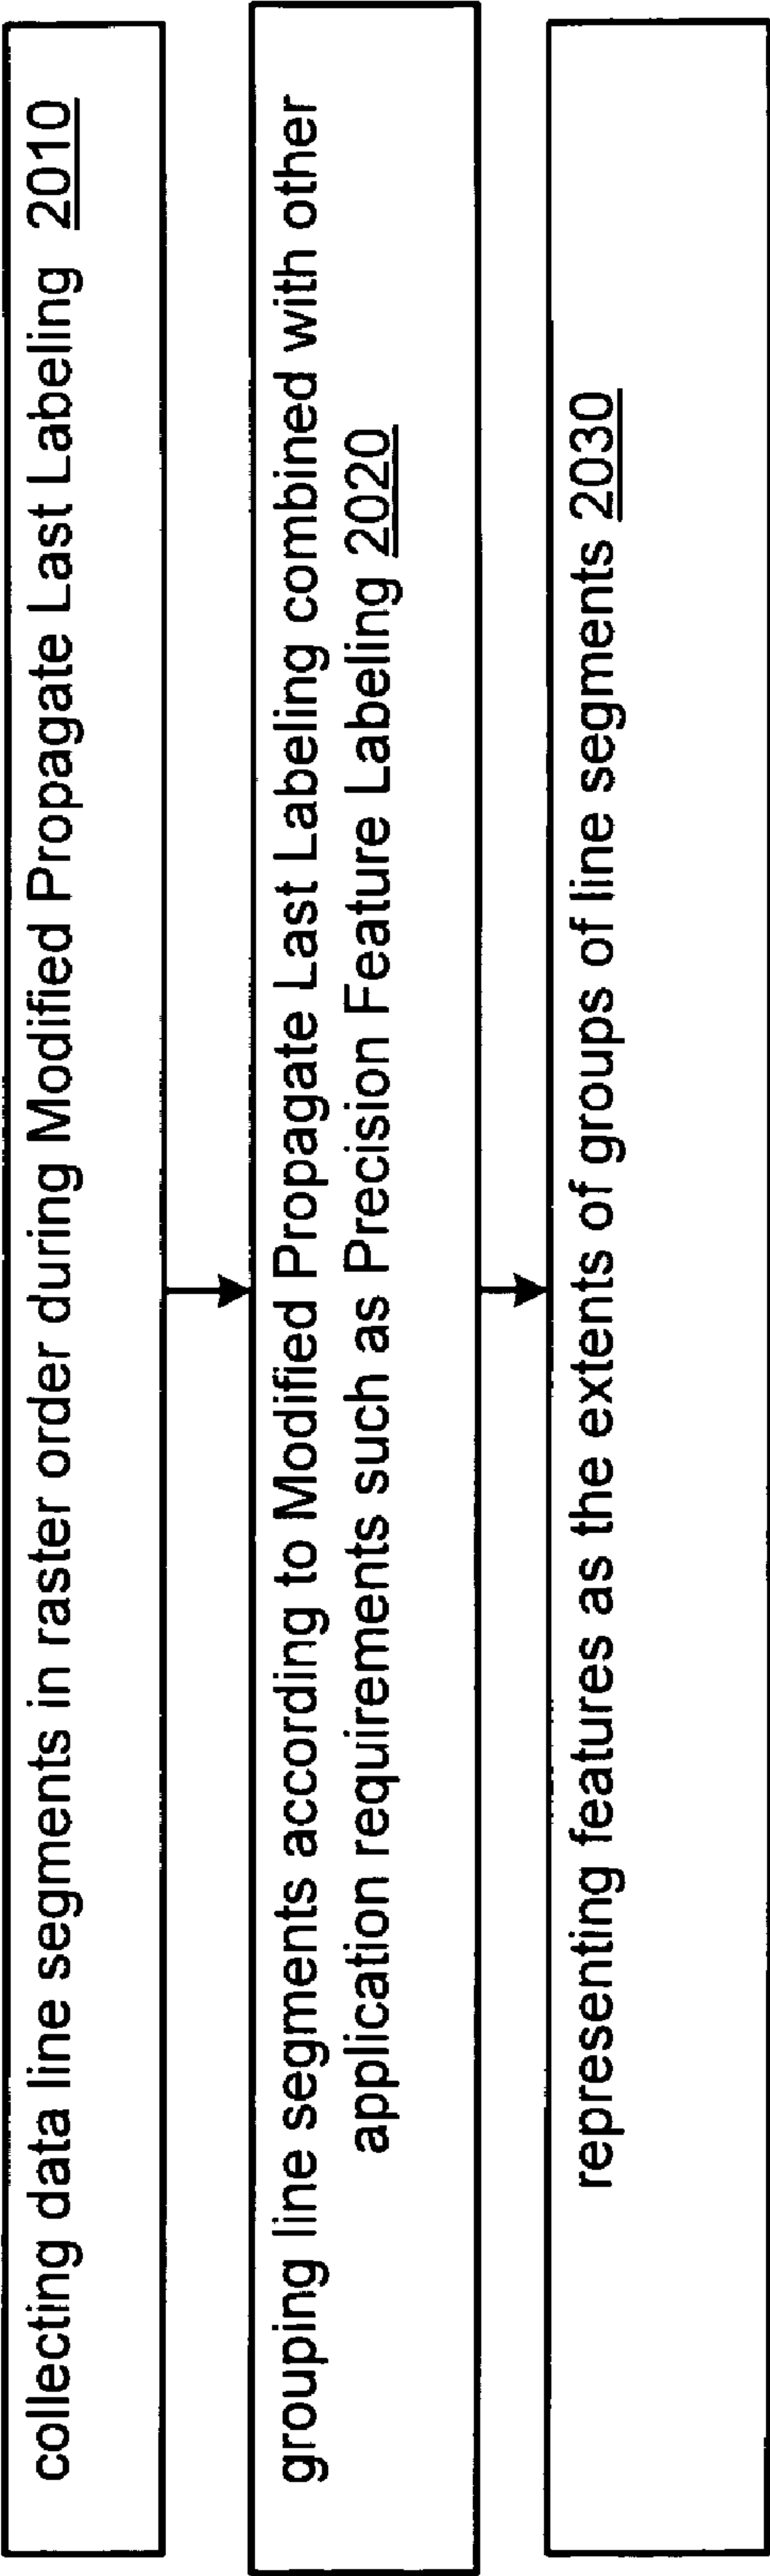 collecting data line segments in raster order during Modified Propagate Last Labeling 2010
grouping line segments according to Modified Propagate Last Labeling combined with other
application requirements such as Precision Feature Labeling 2020
representing features as the extents of groups of line segments 2030